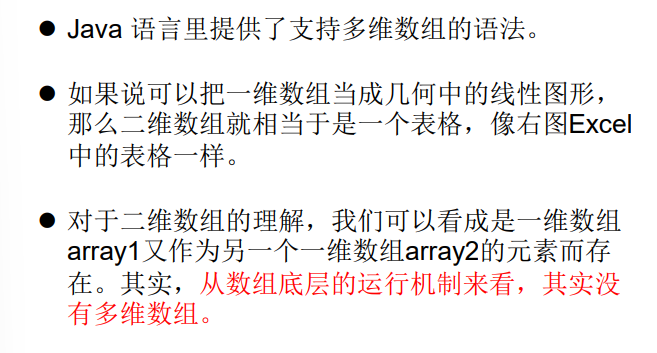 ● Java 语言里提供了支持多维数组的语法。
● 如果说可以把一维数组当成几何中的线性图形，
那么二维数组就相当于是一个表格，像右图Excel
中的表格一样。
● 对于二维数组的理解，我们可以看成是一维数组
array1又作为另一个一维数组array2的元素而存
在。其实，从数组底层的运行机制来看，其实没
有多维数组。